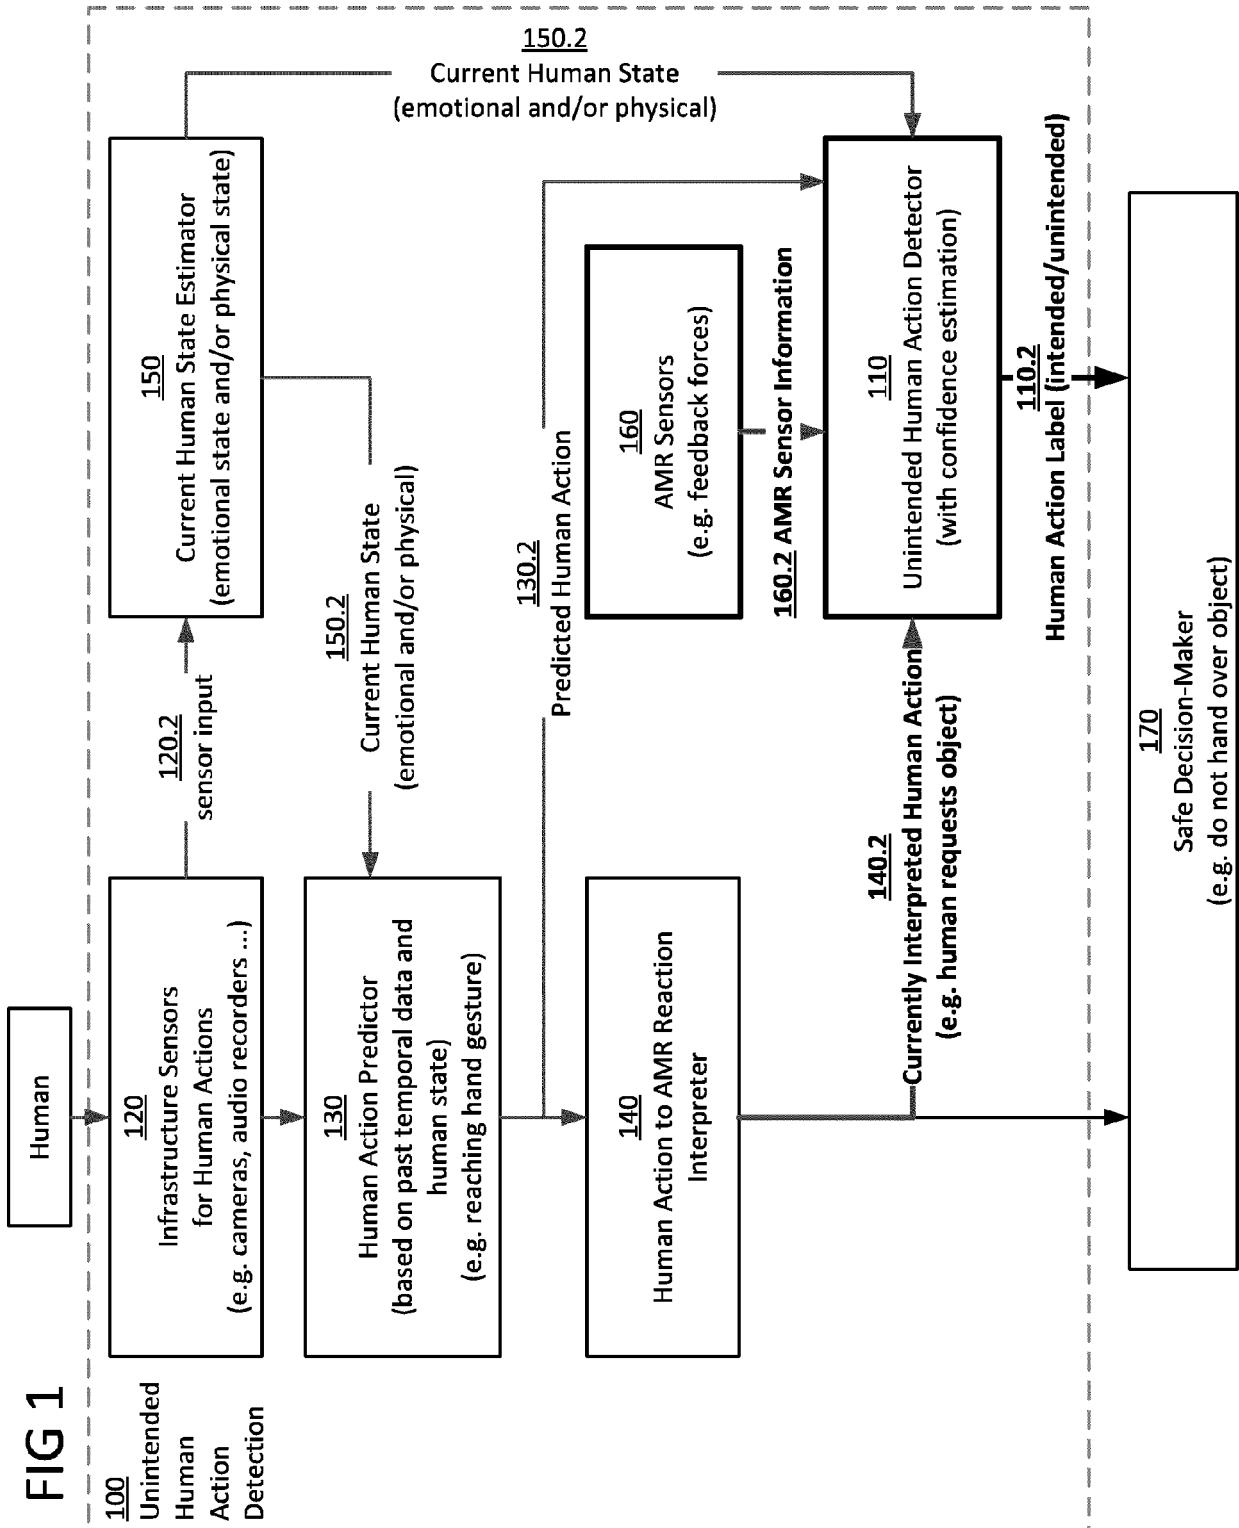 FIG 1
100
Unintended
Human
Action
Detection
Human
120
Infrastructure Sensors
for Human Actions
(e.g. cameras, audio recorders ...)
120.2
sensor input
150
Current Human State Estimator
(emotional state and/or physical state)
150.2
Current Human State
(emotional and/or physical)
150.2
Current Human State
(emotional and/or physical)
130
Human Action Predictor
(based on past temporal data and
human state)
(e.g. reaching hand gesture)
130.2
Predicted Human Action
140
Human Action to AMR Reaction
Interpreter
160
AMR Sensors
(e.g. feedback forces)
160.2 AMR Sensor Information
140.2
Currently Interpreted Human Action
(e.g. human requests object)
110
Unintended Human Action Detector
(with confidence estimation)
110.2
Human Action Label (intended/unintended)
170
Safe Decision-Maker
(e.g. do not hand over object)